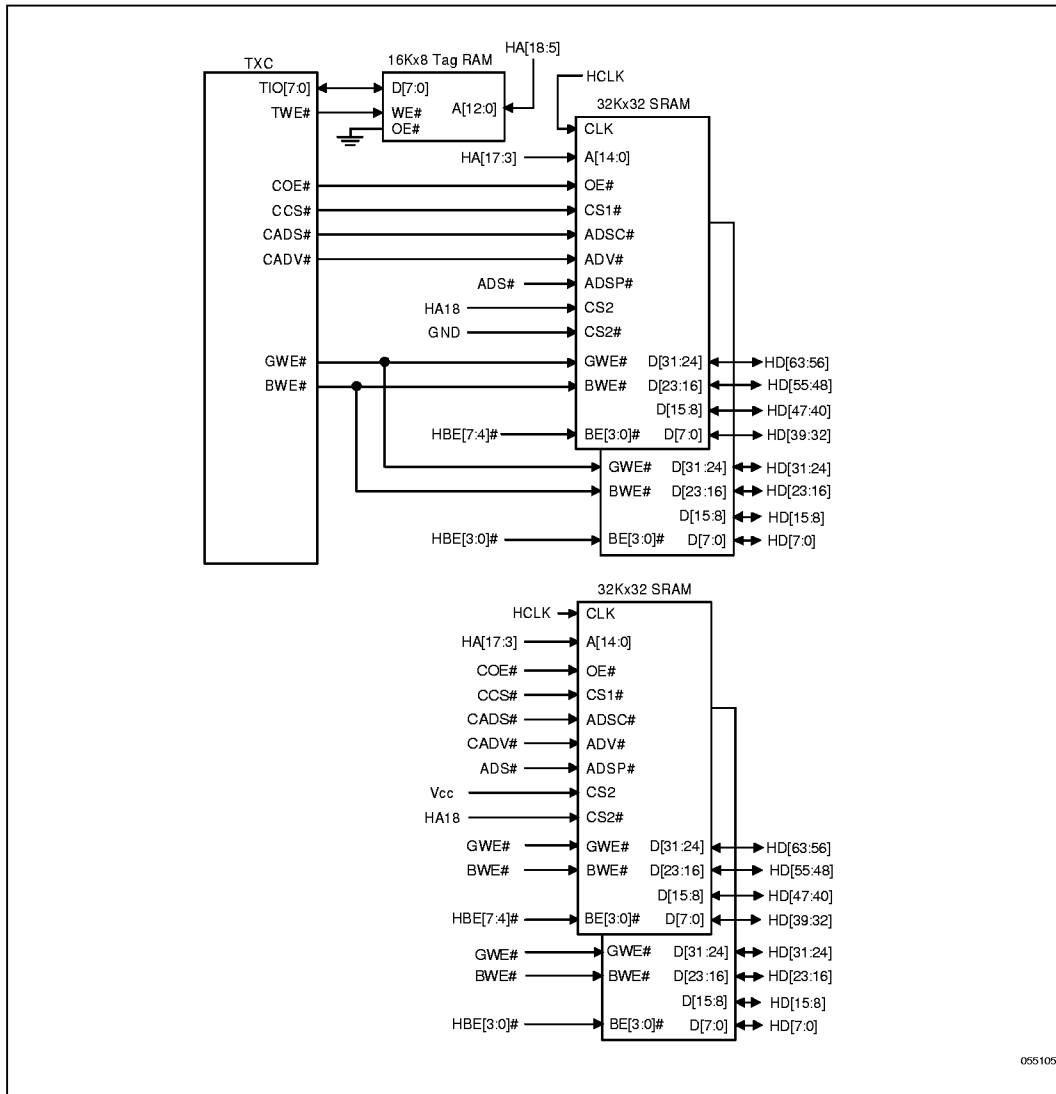 HA[18:5]
TXC
16Kx8 Tag RAM
TIO[7:0]
D[7:0]
HCLK
TWE#
WE#
A[12:0]
OE#
32Kx32 SRAM
CLK
HA[17:3]
A[14:0]
COE#
OE#
CCS#
CS1#
CADS#
ADSC#
CADV#
ADV#
ADS#
ADSP#
HA18
CS2
GND
CS2#
GWE#
GWE#
D[31:24]
HD[63:56]
BWE#
BWE#
D[23:16]
HD[55:48]
D[15:8]
HD[47:40]
HBE[7:4]#
BE[3:0]#
D[7:0]
HD[39:32]
GWE#
D[31:24]
HD[31:24]
BWE#
D[23:16]
HD[23:16]
D[15:8]
HD[15:8]
HBE[3:0]#
BE[3:0]#
D[7:0]
HD[7:0]
32Kx32 SRAM
HCLK
CLK
HA[17:3]
A[14:0]
COE#
OE#
CCS#
CS1#
CADS#
ADSC#
CADV#
ADV#
ADS#
ADSP#
Vcc
CS2
HA18
CS2#
GWE#
GWE#
D[31:24]
HD[63:56]
BWE#
BWE#
D[23:16]
HD[55:48]
D[15:8]
HD[47:40]
HBE[7:4]#
BE[3:0]#
D[7:0]
HD[39:32]
GWE#
GWE#
D[31:24]
HD[31:24]
BWE#
BWE#
D[23:16]
HD[23:16]
D[15:8]
HD[15:8]
HBE[3:0]#
BE[3:0]#
D[7:0]
HD[7:0]
055105